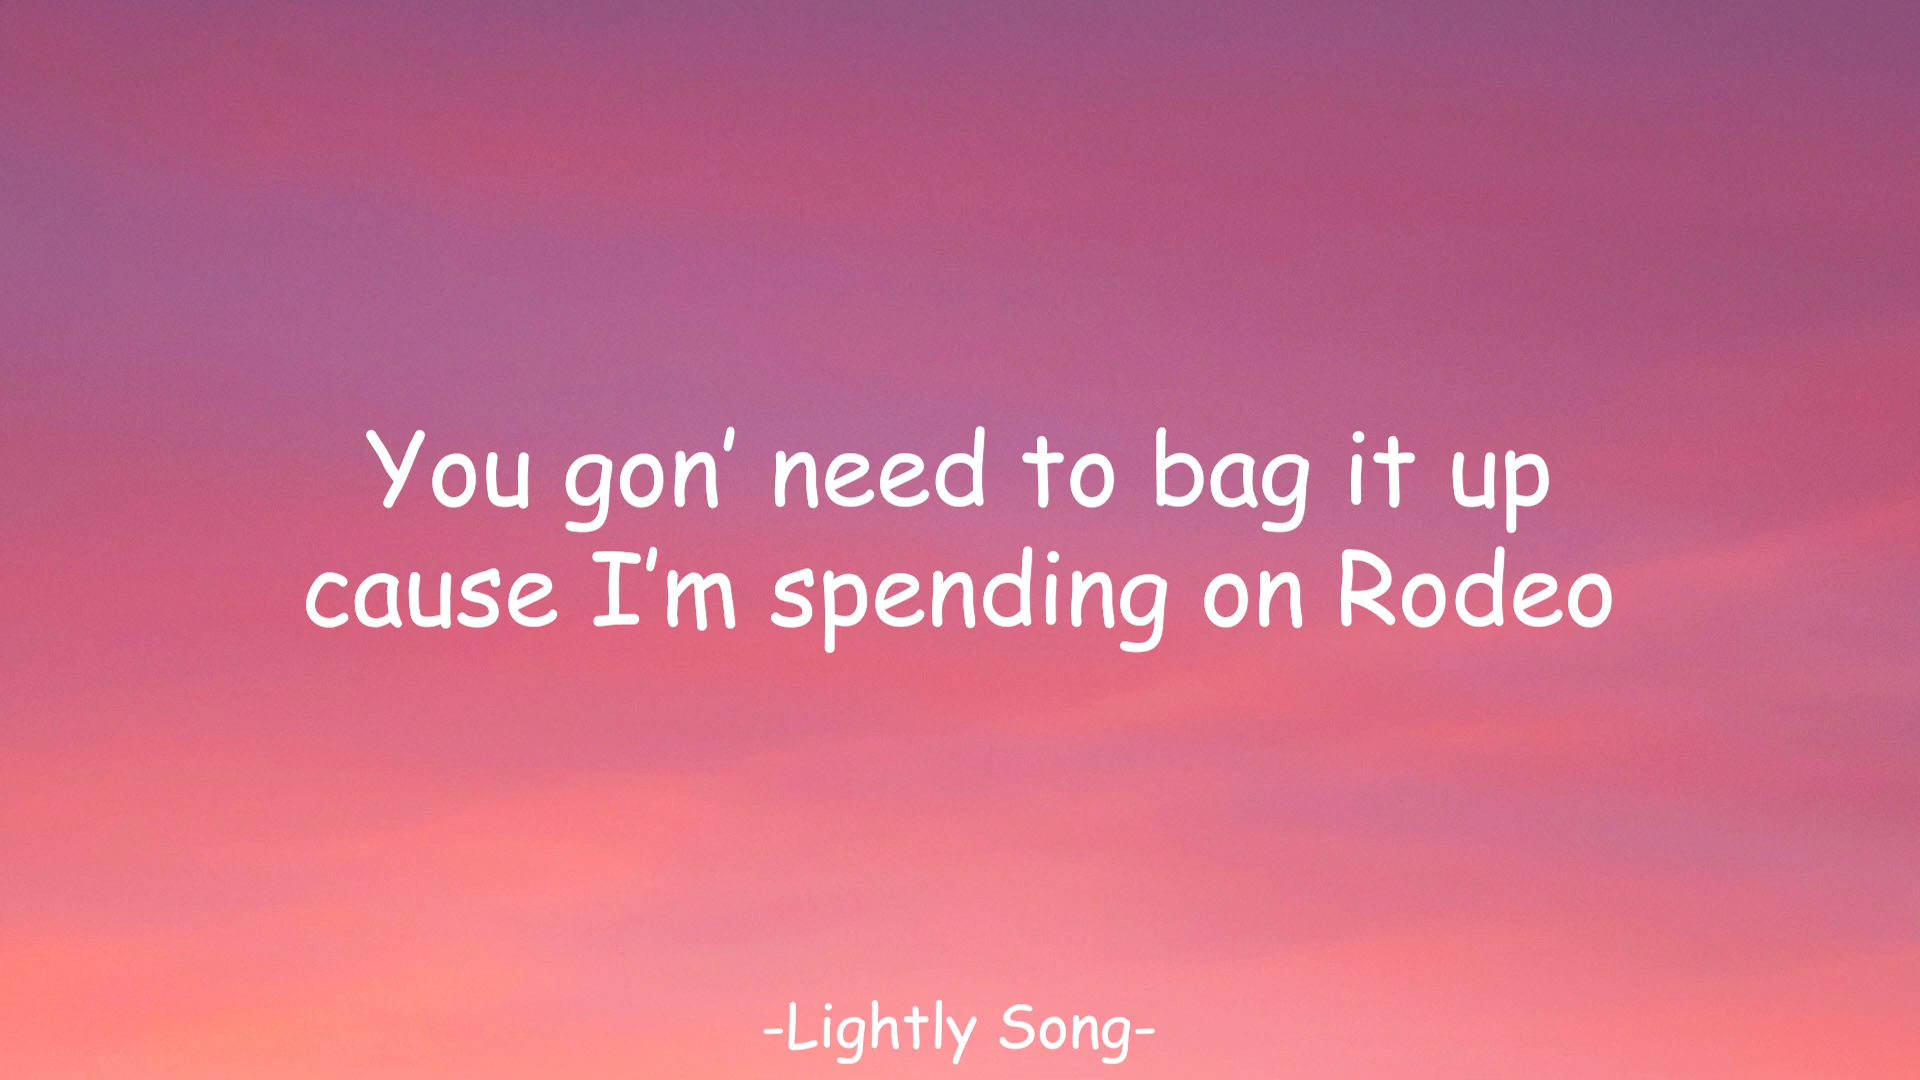 You gon’ need to bag it up
cause I’m spending on Rodeo
-Lightly Song-